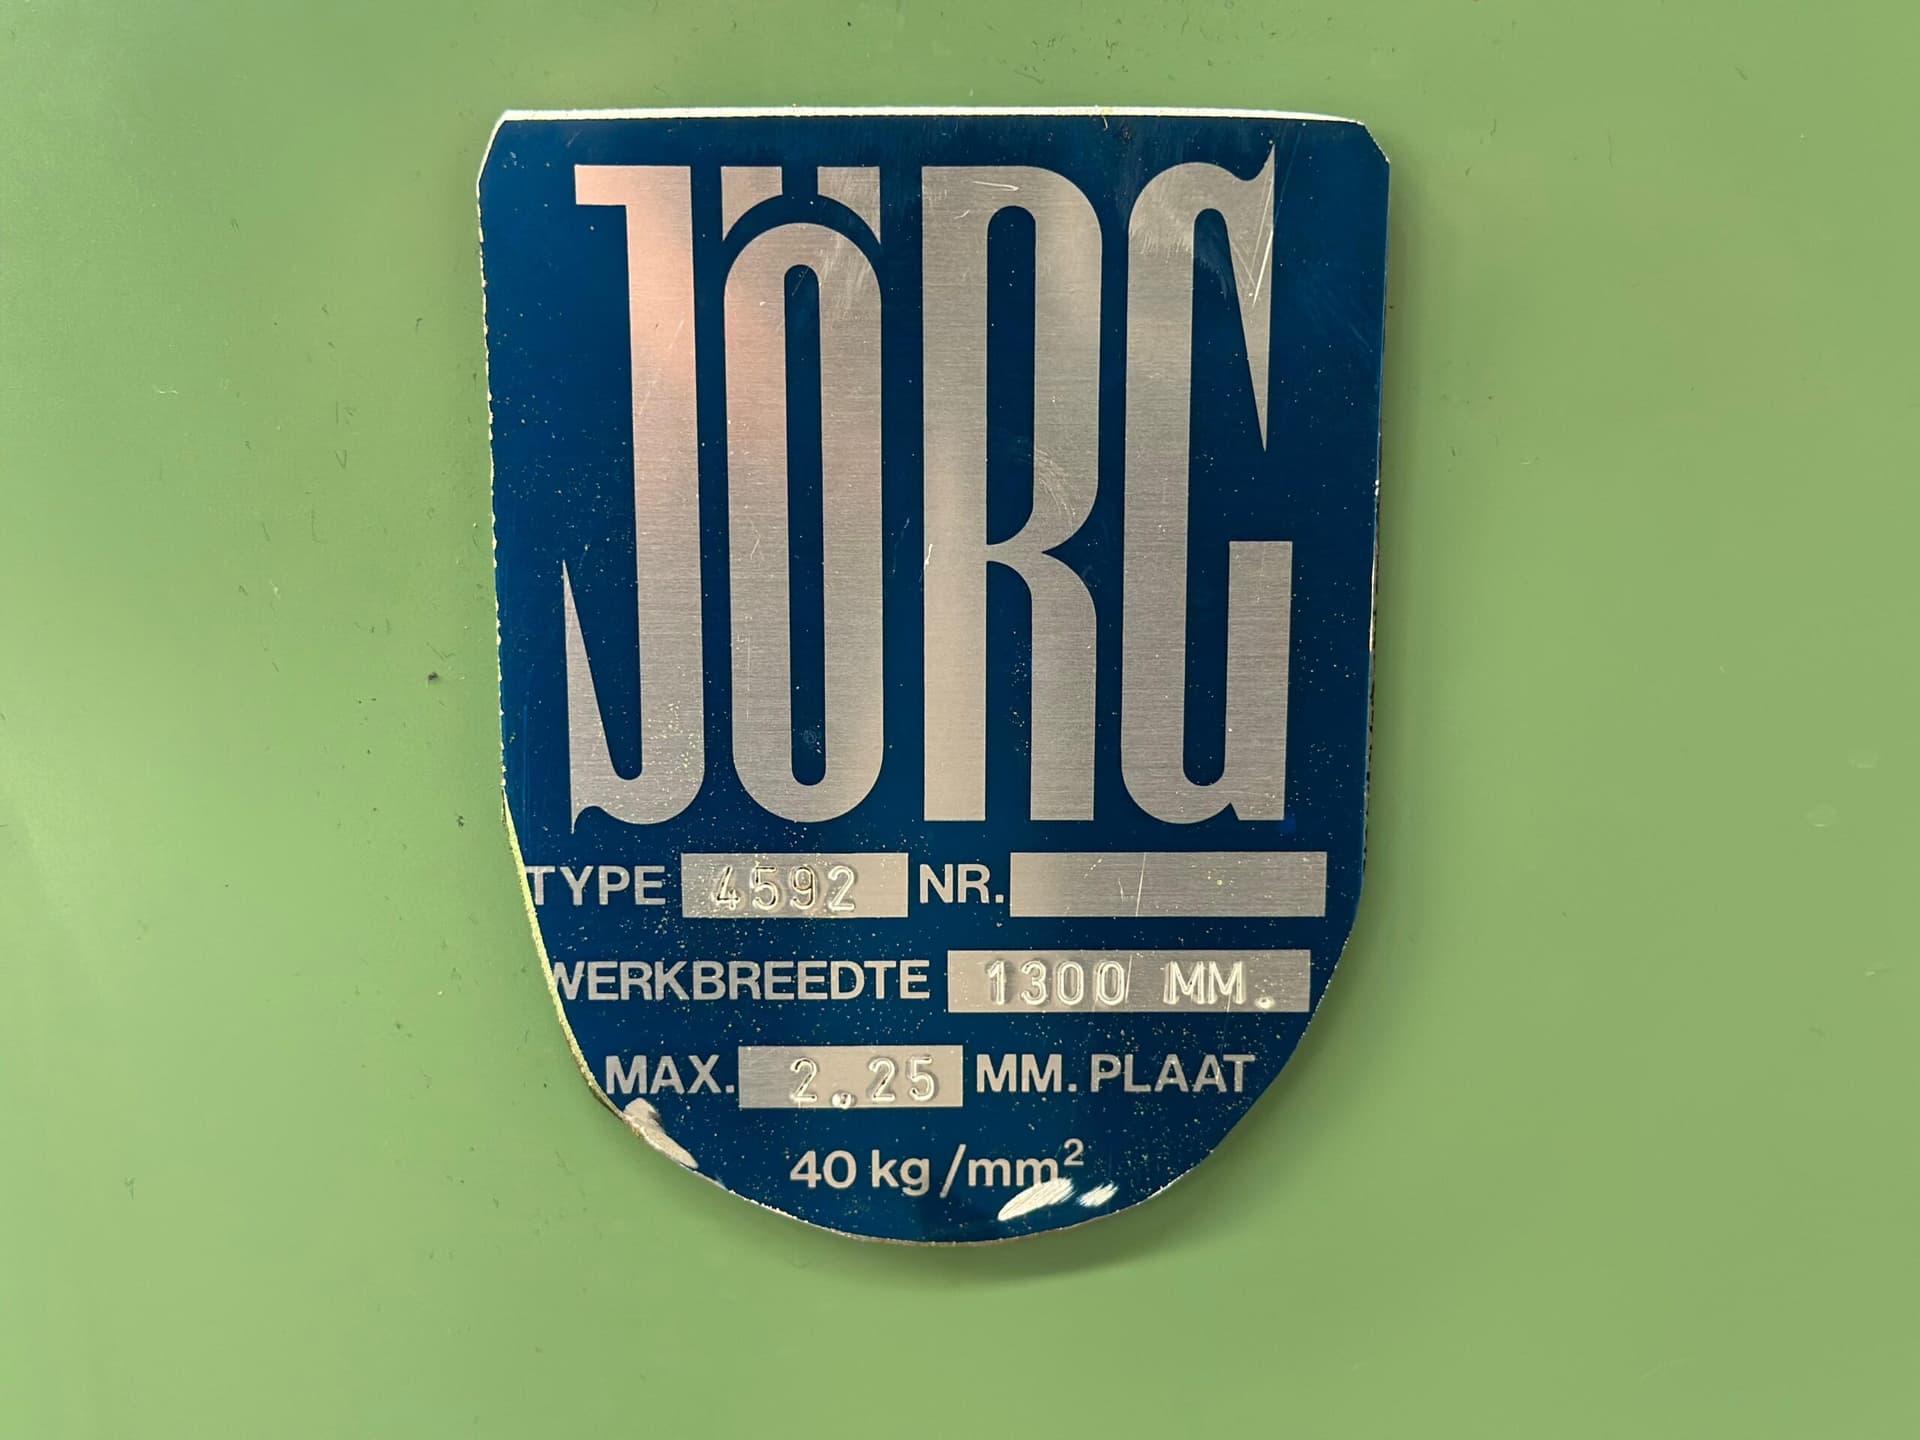 JÖRG
TYPE 4592 NR.
WERKBREEDTE 1300 MM.
MAX. 2,25 MM. PLAAT
40 kg/mm²